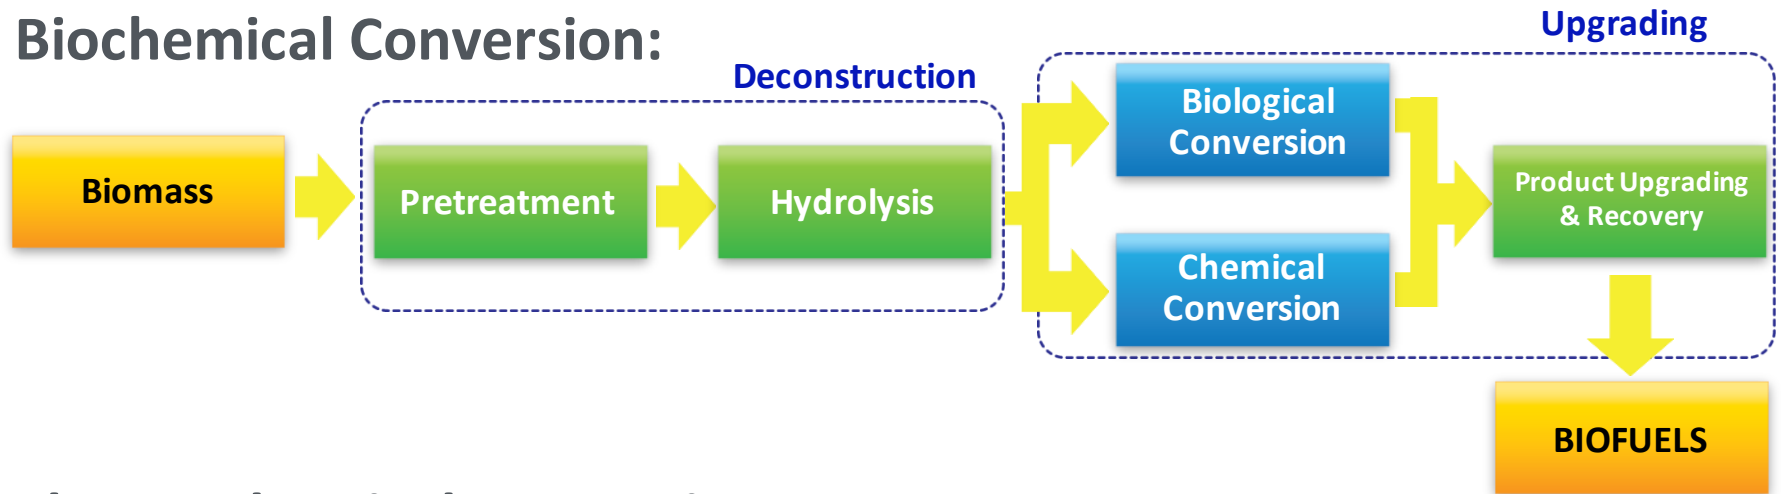 Biochemical Conversion:
Upgrading
Deconstruction
Biomass
Pretreatment
Hydrolysis
Biological
Conversion
Chemical
Conversion
Product Upgrading
& Recovery
BIOFUELS